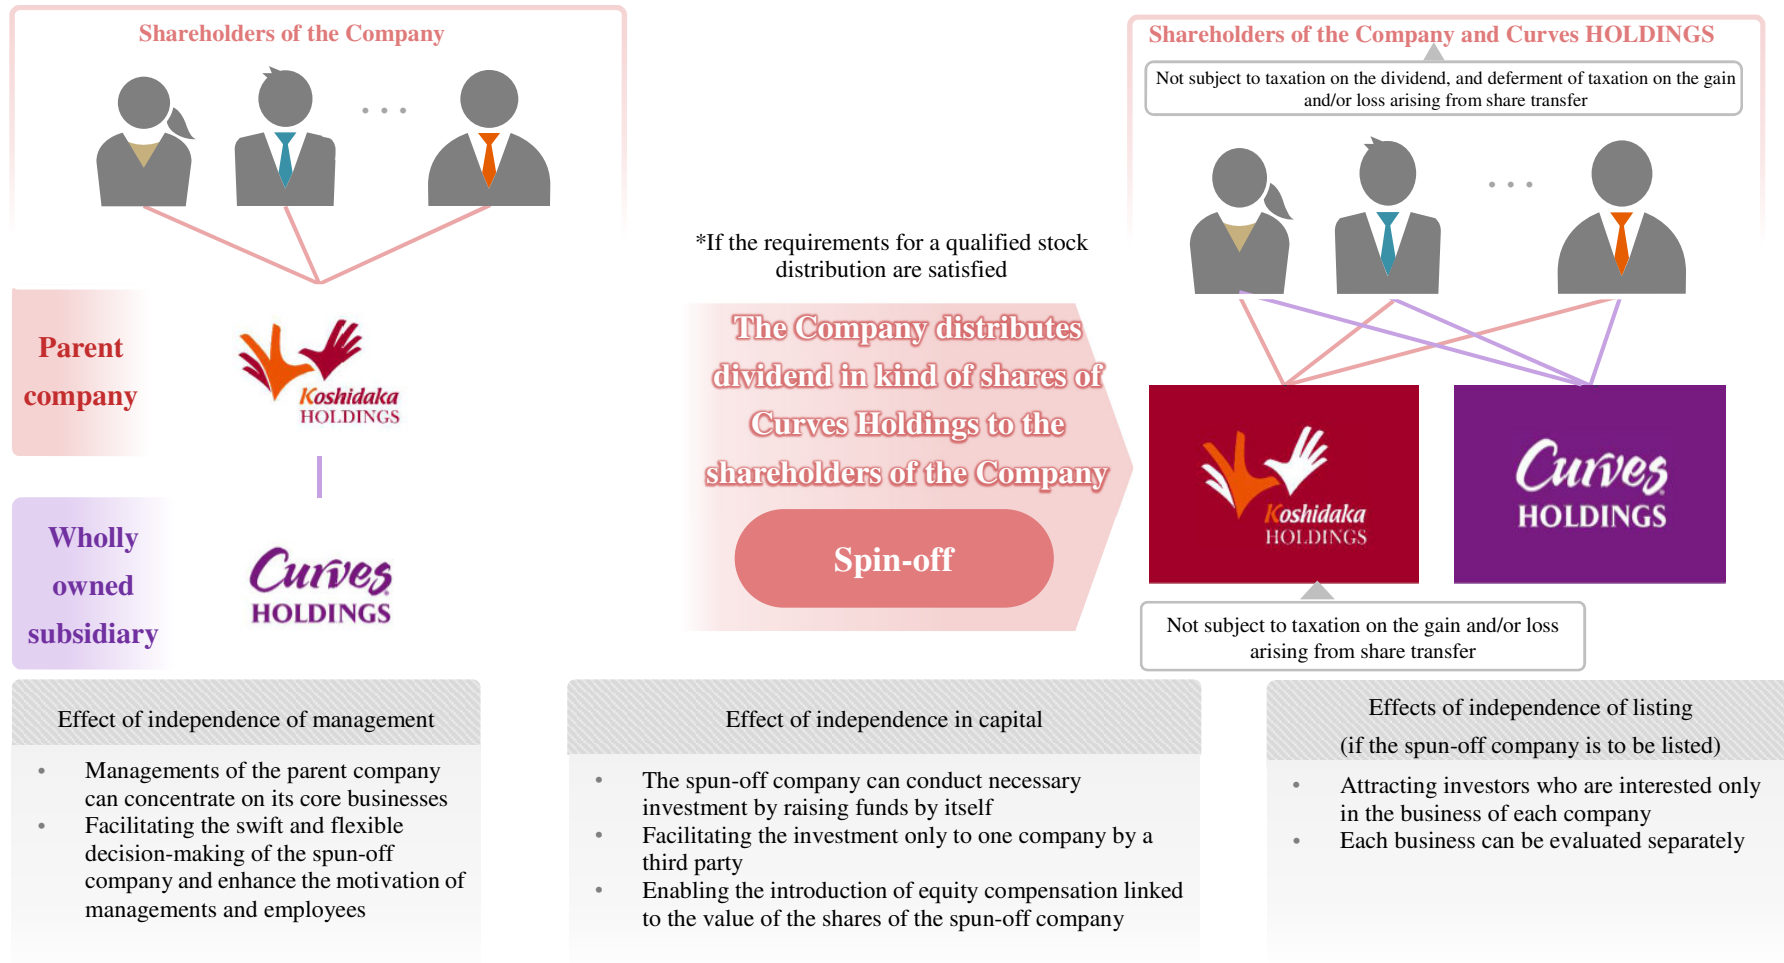 Shareholders of the Company
Parent
company
Koshidaka
HOLDINGS
Wholly
owned
subsidiary
Curves
HOLDINGS
*If the requirements for a qualified stock
distribution are satisfied
The Company distributes
dividend in kind of shares of
Curves Holdings to the
shareholders of the Company
Spin-off
Shareholders of the Company and Curves HOLDINGS
Not subject to taxation on the dividend, and deferment of taxation on the gain
and/or loss arising from share transfer
Koshidaka
HOLDINGS
Curves
HOLDINGS
Not subject to taxation on the gain and/or loss
arising from share transfer
Effect of independence of management
• Managements of the parent company
can concentrate on its core businesses
• Facilitating the swift and flexible
decision-making of the spun-off
company and enhance the motivation of
managements and employees
Effect of independence in capital
• The spun-off company can conduct necessary
investment by raising funds by itself
• Facilitating the investment only to one company by a
third party
• Enabling the introduction of equity compensation linked
to the value of the shares of the spun-off company
Effects of independence of listing
(if the spun-off company is to be listed)
• Attracting investors who are interested only
in the business of each company
• Each business can be evaluated separately